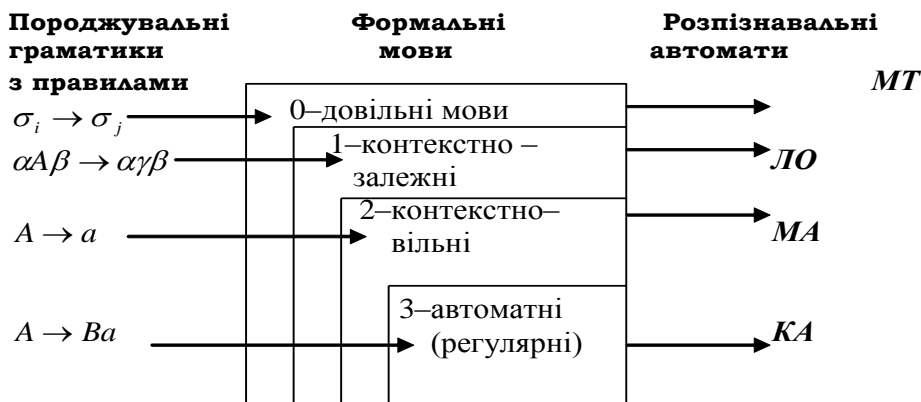 Породжувальні граматики з правилами
Формальні мови
Розпізнавальні автомати
σi → σj
0–довільні мови
МТ
αAβ → αγβ
1–контекстно –
залежні
ЛО
A → a
2–контекстно–
вільні
МА
A → Ba
3–автоматні
(регулярні)
КА